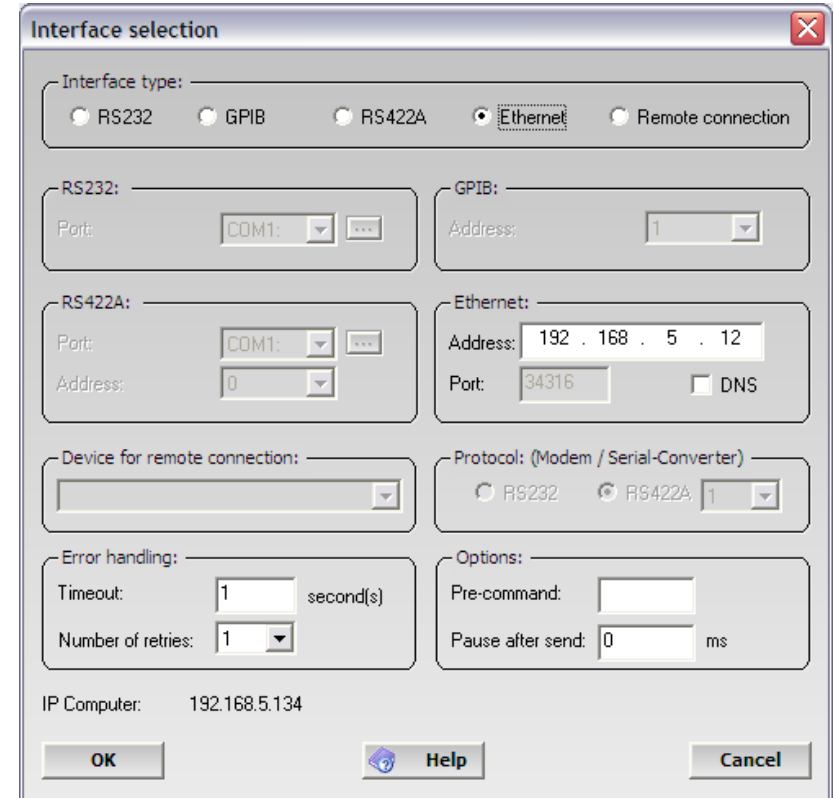 Interface selection
Interface type:
RS232 GPIB RS422A Ethernet Remote connection
RS232:
Port: COM1: ...
GPIB:
Address: 1
RS422A:
Port: COM1: ...
Address: 0
Ethernet:
Address: 192 . 168 . 5 . 12
Port: 34316 DNS
Device for remote connection:
Protocol: (Modem / Serial-Converter)
RS232 RS422A 1
Error handling:
Timeout: 1 second(s)
Number of retries: 1
Options:
Pre-command:
Pause after send: 0 ms
IP Computer: 192.168.5.134
OK Help Cancel